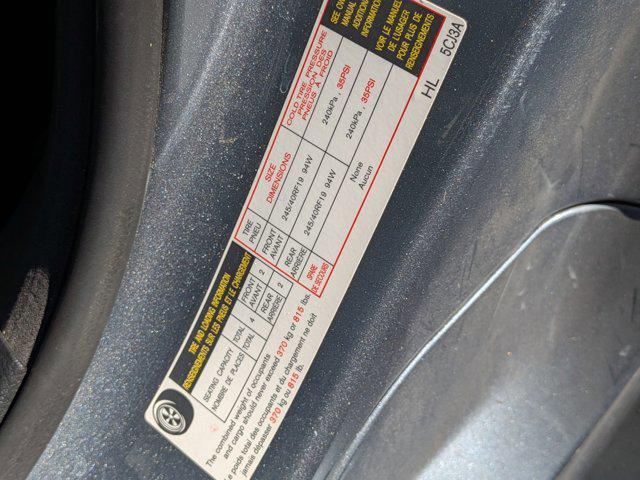 TIRE AND LOADING INFORMATION
RENSEIGNEMENTS SUR LES PNEUS ET LE CHARGEMENT
SEATING CAPACITY TOTAL 4 FRONT AVANT 2 REAR ARRIÈRE 2
NOMBRE DE PLACES TOTAL
The combined weight of occupants
and cargo should never exceed 370 kg or 815 lbs.
Le poids total des occupants et du chargement ne doit
jamais dépasser 370 kg ou 815 lb.
TIRE PNEU
SIZE DIMENSIONS
COLD TIRE PRESSURE
PRESSION DES
PNEUS À FROID
FRONT AVANT 245/40RF19 94W 240kPa, 35PSI
REAR ARRIÈRE 245/40RF19 94W 240kPa, 35PSI
SPARE DE SECOURS None Aucun
SEE
MANUAL
ADDITIONAL
INFORMATION
VOIR LE MANUEL
DE L'USAGER
POUR PLUS DE
RENSEIGNEMENTS
HL 5CJ3A